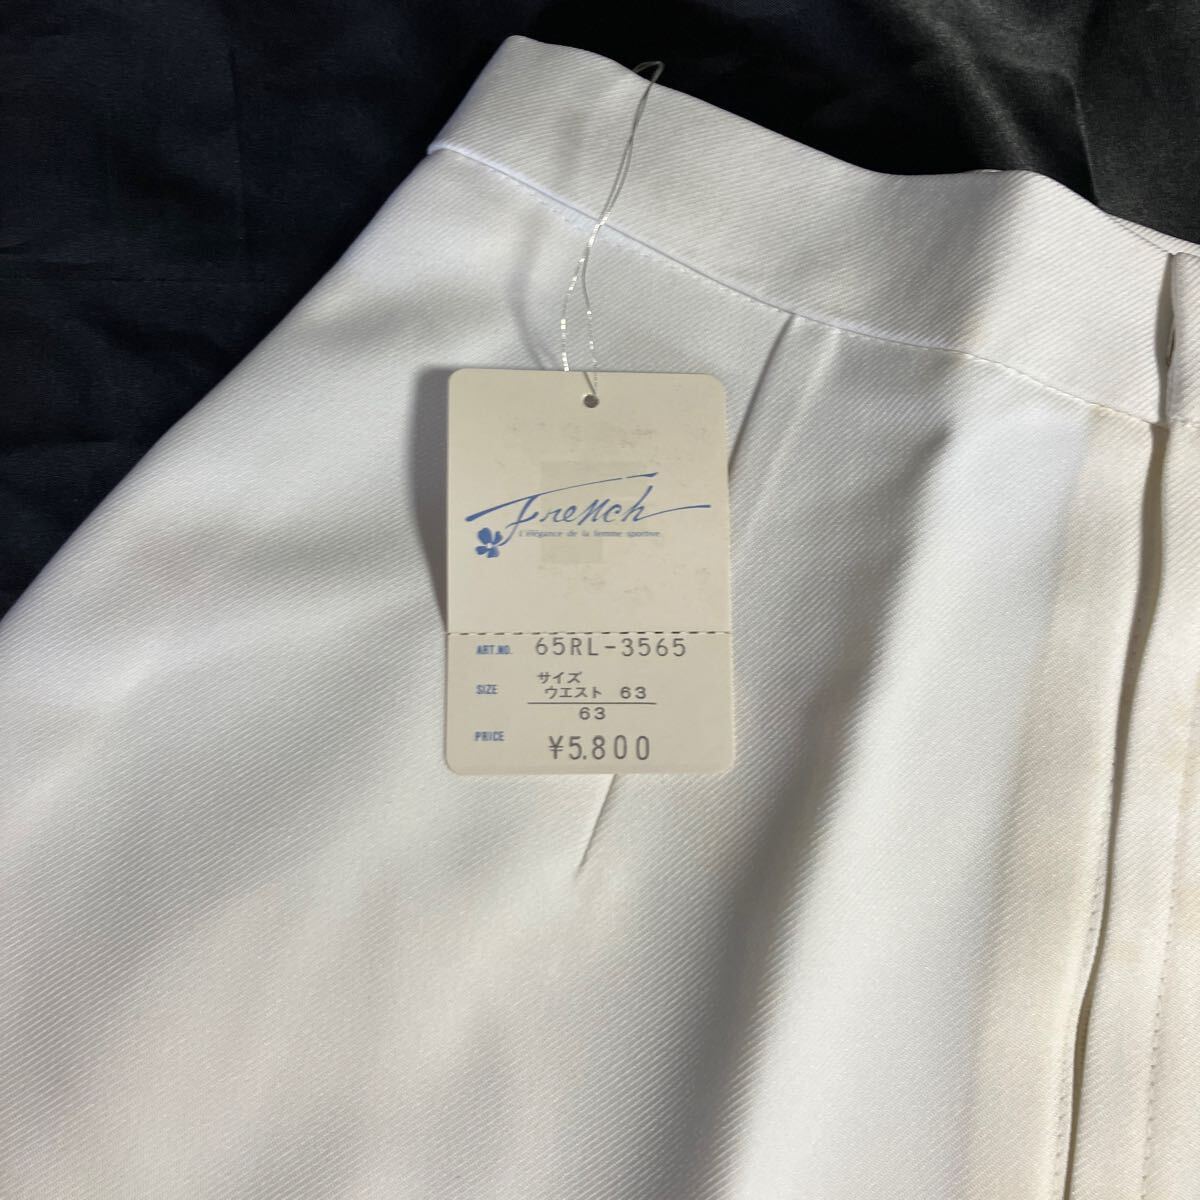 French
L'élégance de la femme sportive
ART.NO. 65RL-3565
サイズ
SIZE ウエスト 63
63
PRICE ¥5.800